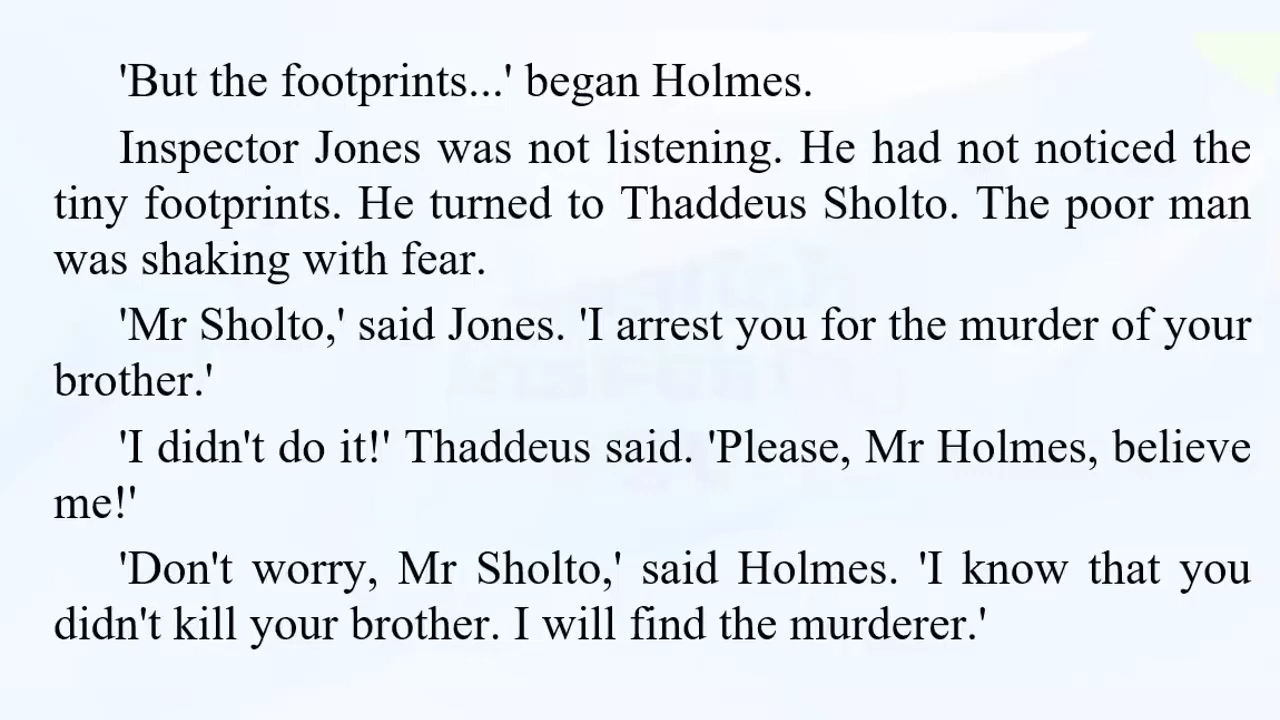 'But the footprints...' began Holmes.
Inspector Jones was not listening. He had not noticed the
tiny footprints. He turned to Thaddeus Sholto. The poor man
was shaking with fear.
'Mr Sholto,' said Jones. 'I arrest you for the murder of your
brother.'
'I didn't do it!' Thaddeus said. 'Please, Mr Holmes, believe
me!'
'Don't worry, Mr Sholto,' said Holmes. 'I know that you
didn't kill your brother. I will find the murderer.'